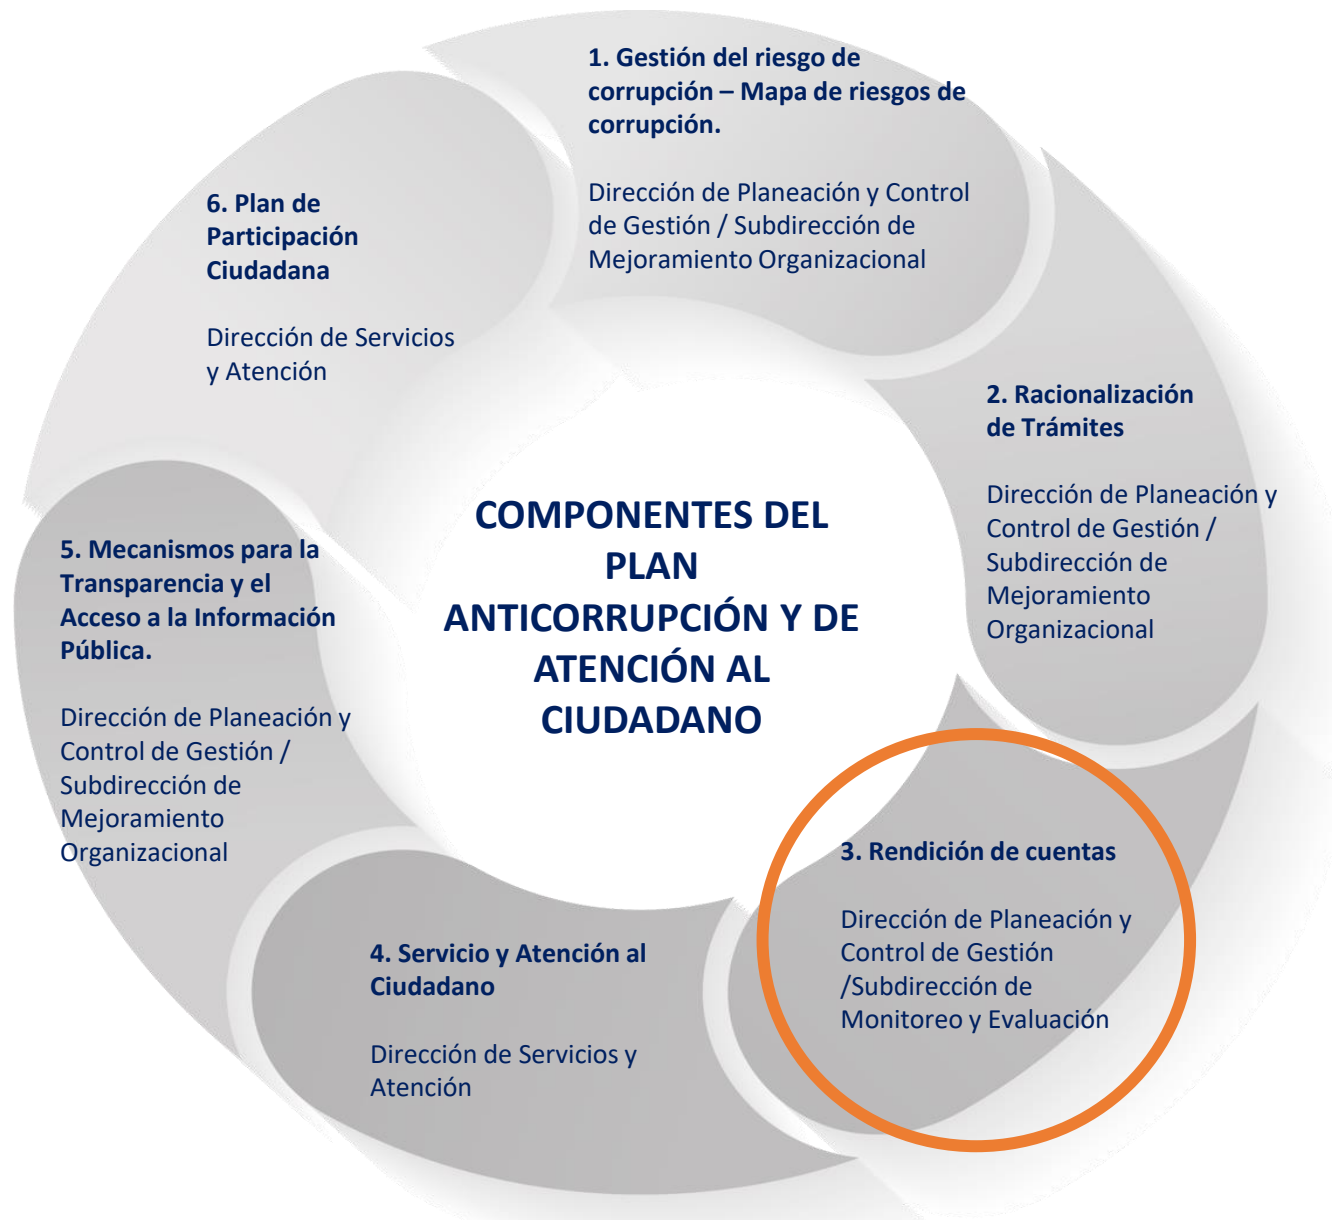 1. Gestión del riesgo de
corrupción – Mapa de riesgos de
corrupción.
Dirección de Planeación y Control
de Gestión / Subdirección de
Mejoramiento Organizacional
2. Racionalización
de Trámites
Dirección de Planeación y
Control de Gestión /
Subdirección de
Mejoramiento
Organizacional
3. Rendición de cuentas
Dirección de Planeación y
Control de Gestión
/Subdirección de
Monitoreo y Evaluación
4. Servicio y Atención al
Ciudadano
Dirección de Servicios y
Atención
5. Mecanismos para la
Transparencia y el
Acceso a la Información
Pública.
Dirección de Planeación y
Control de Gestión /
Subdirección de
Mejoramiento
Organizacional
6. Plan de
Participación
Ciudadana
Dirección de Servicios
y Atención
COMPONENTES DEL
PLAN
ANTICORRUPCIÓN Y DE
ATENCIÓN AL
CIUDADANO